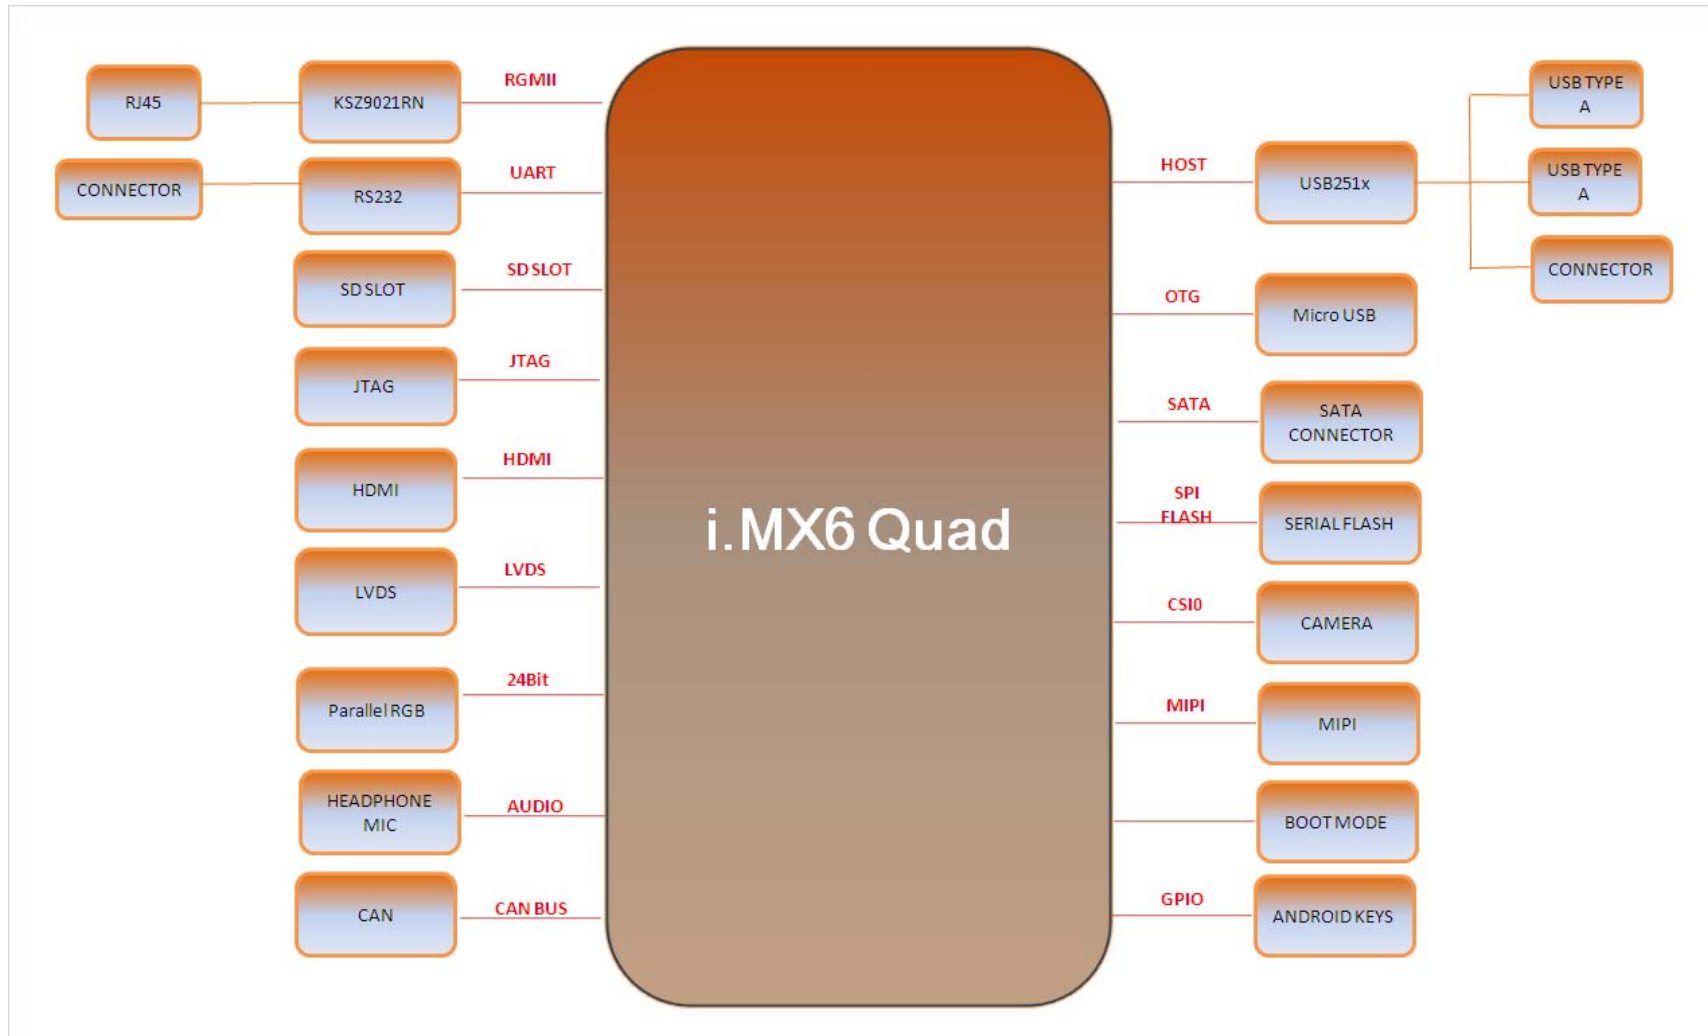 RJ45
KSZ9021RN
RGMII
CONNECTOR
RS232
UART
SD SLOT
SD SLOT
JTAG
JTAG
HDMI
HDMI
LVDS
LVDS
Parallel RGB
24Bit
HEADPHONE
MIC
AUDIO
CAN
CAN BUS
i.MX6 Quad
HOST
USB251x
USB TYPE
A
USB TYPE
A
CONNECTOR
OTG
Micro USB
SATA
SATA
CONNECTOR
SPI
FLASH
SERIAL FLASH
CSI0
CAMERA
MIPI
MIPI
BOOT MODE
GPIO
ANDROID KEYS